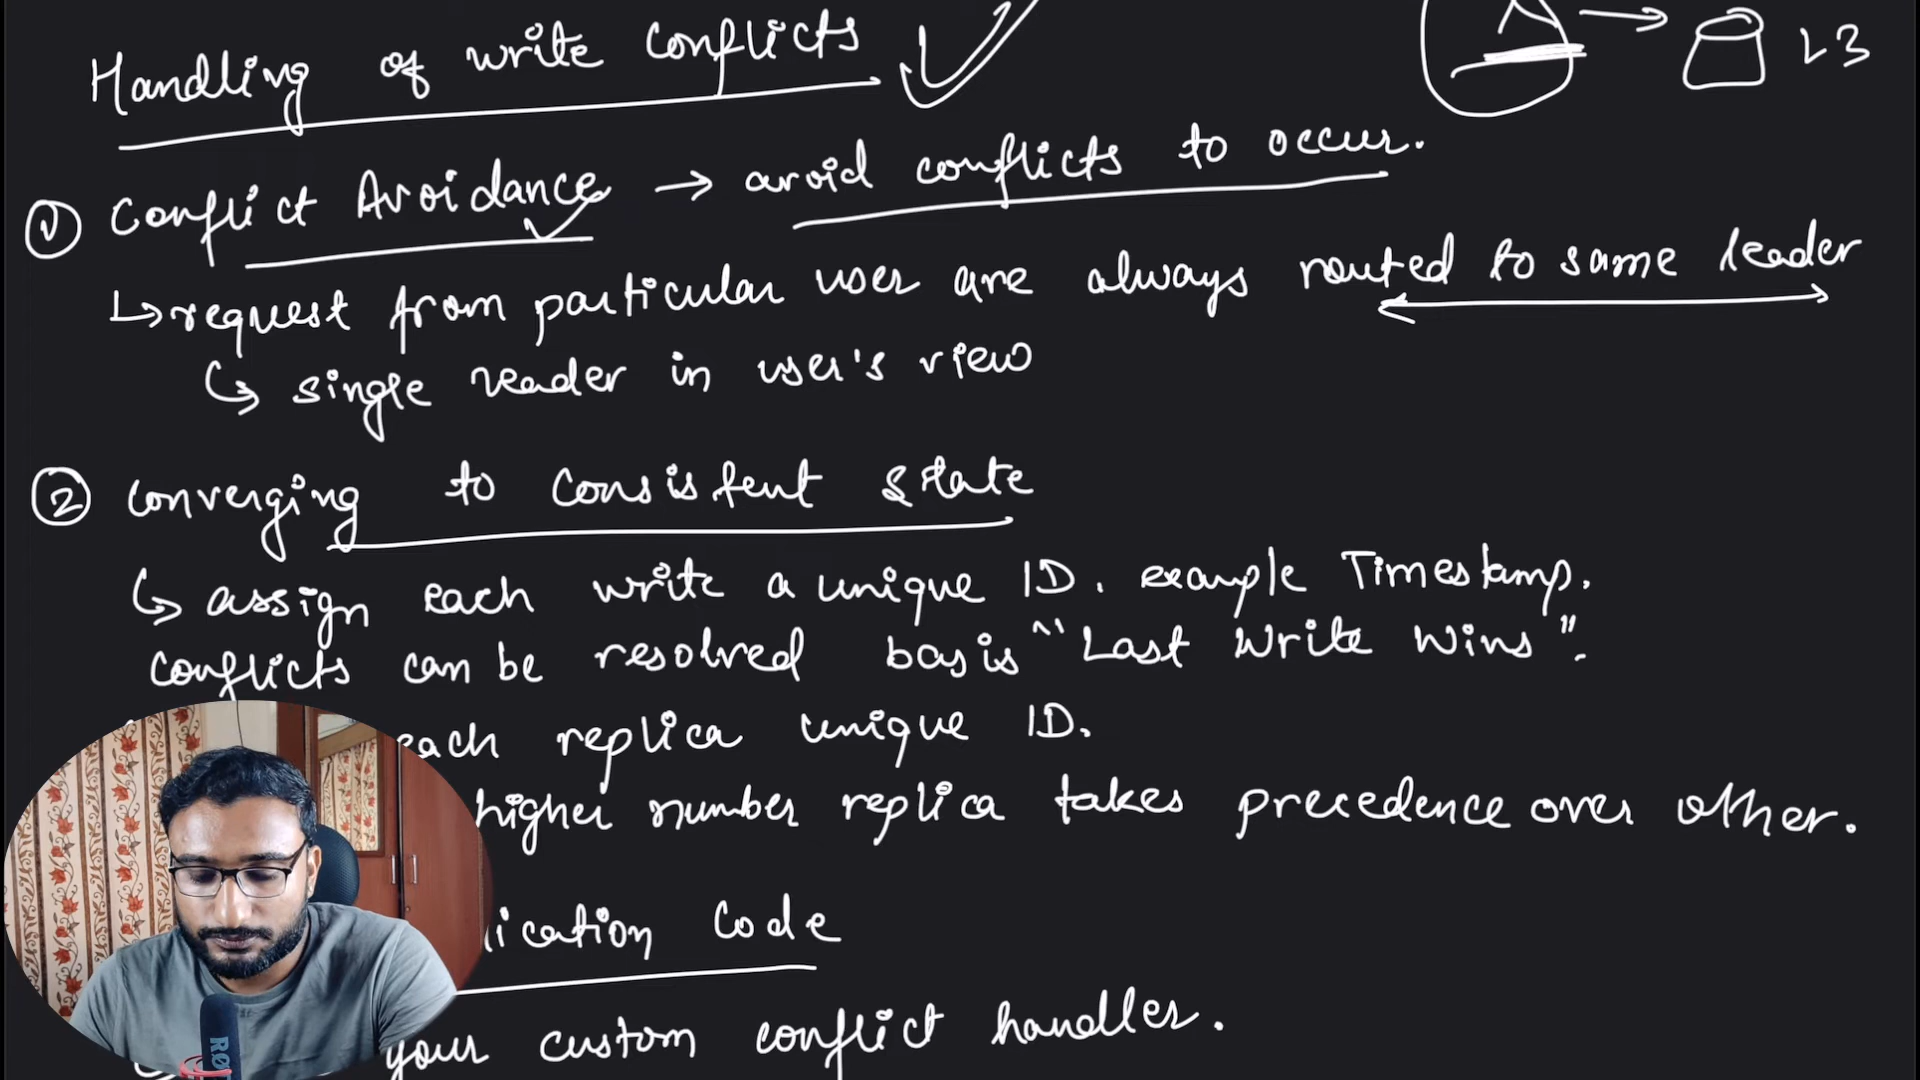 Handling of write conflicts
L3
① Conflict Avoidance → avoid conflicts to occur.
↳ request from particular user are always routed to same leader
↳ single leader in user's view
② Converging to Consistent State
↳ assign each write a unique ID. example Timestamp.
conflicts can be resolved basis "Last Write Wins".
each replica unique ID.
higher number replica takes precedence over other.
lication Code
your custom conflict handler.